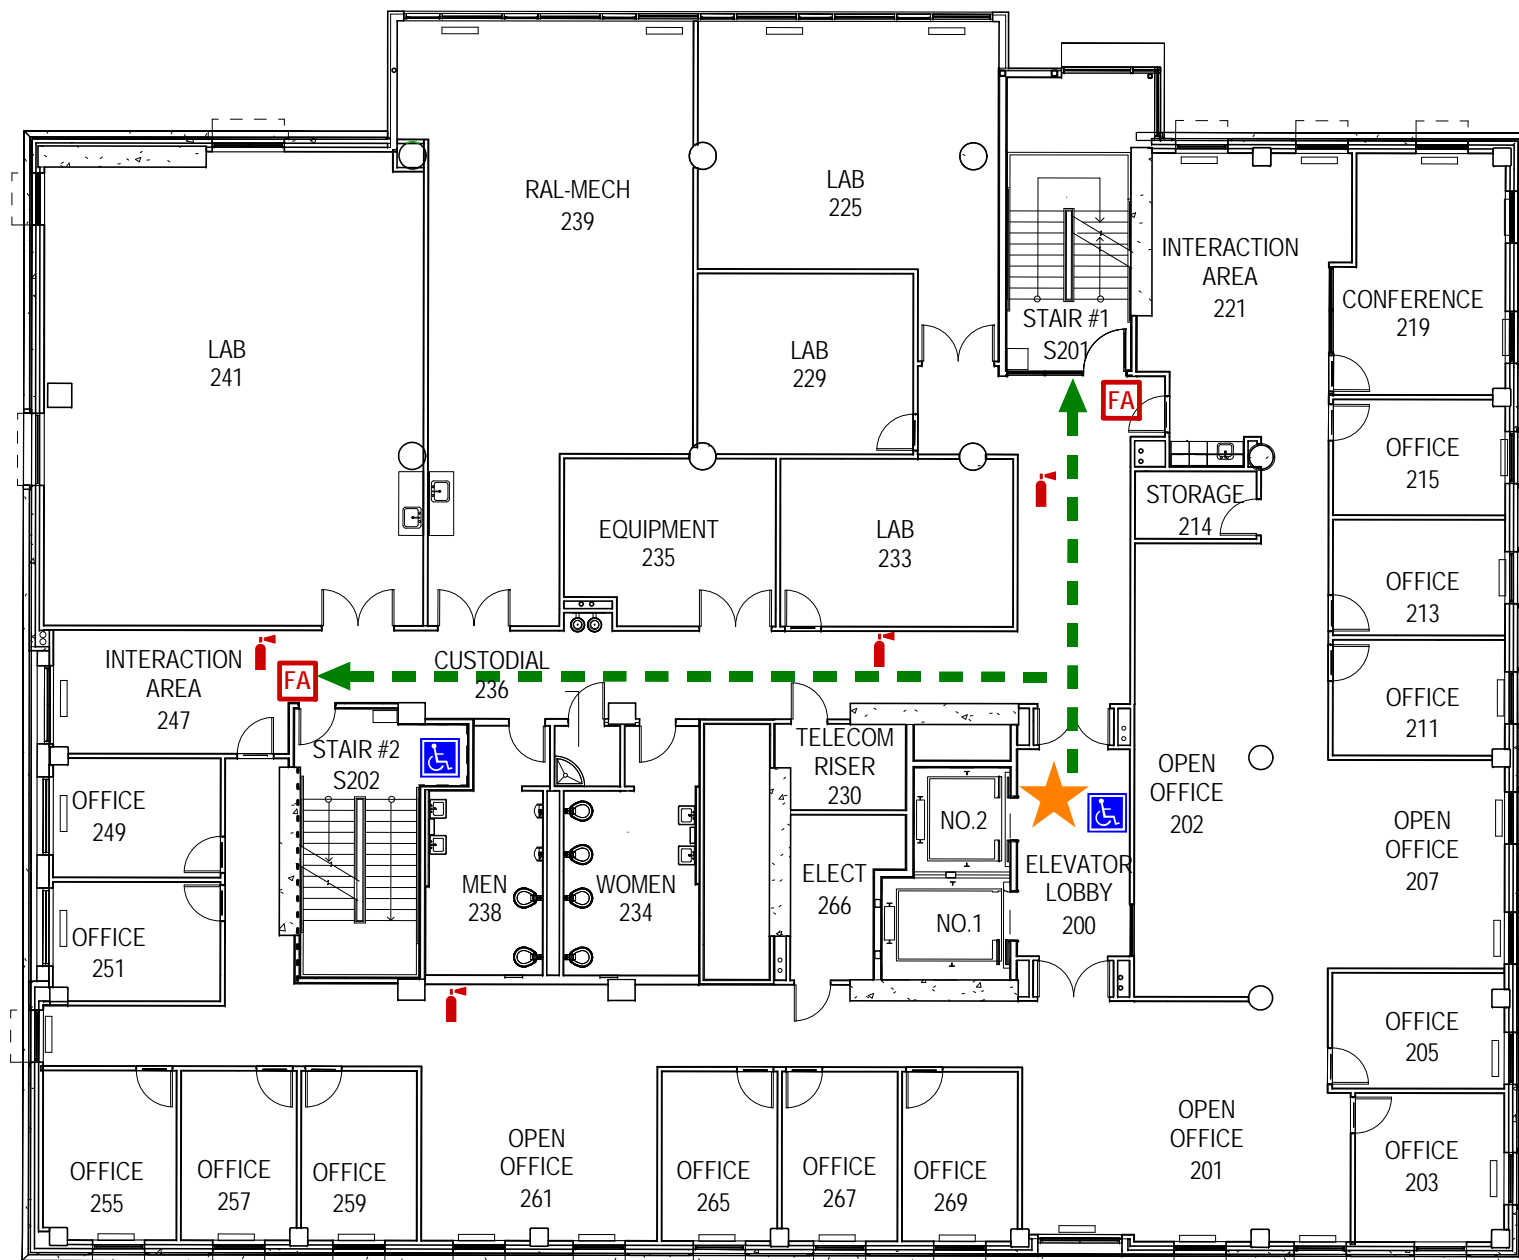 RAL-MECH
239
LAB
225
INTERACTION
AREA
221
CONFERENCE
219
STAIR #1
S201
LAB
241
LAB
229
FA
OFFICE
215
STORAGE
214
EQUIPMENT
235
LAB
233
OFFICE
213
INTERACTION
AREA
247
FA
CUSTODIAL
236
OFFICE
211
STAIR #2
S202
TELECOM
RISER
230
OPEN
OFFICE
202
OFFICE
249
NO.2
OPEN
OFFICE
207
MEN
238
WOMEN
234
ELECT
266
ELEVATOR
LOBBY
200
NO.1
OFFICE
251
OFFICE
205
OFFICE
255
OFFICE
257
OFFICE
259
OPEN
OFFICE
261
OFFICE
265
OFFICE
267
OFFICE
269
OPEN
OFFICE
201
OFFICE
203